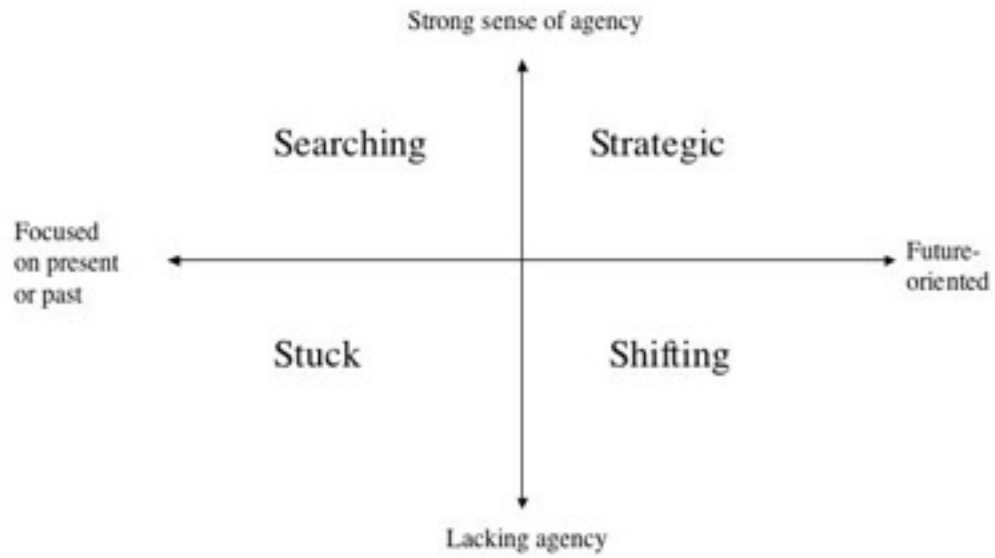 Strong sense of agency
Searching
Strategic
Focused
on present
or past
Future-
oriented
Stuck
Shifting
Lacking agency